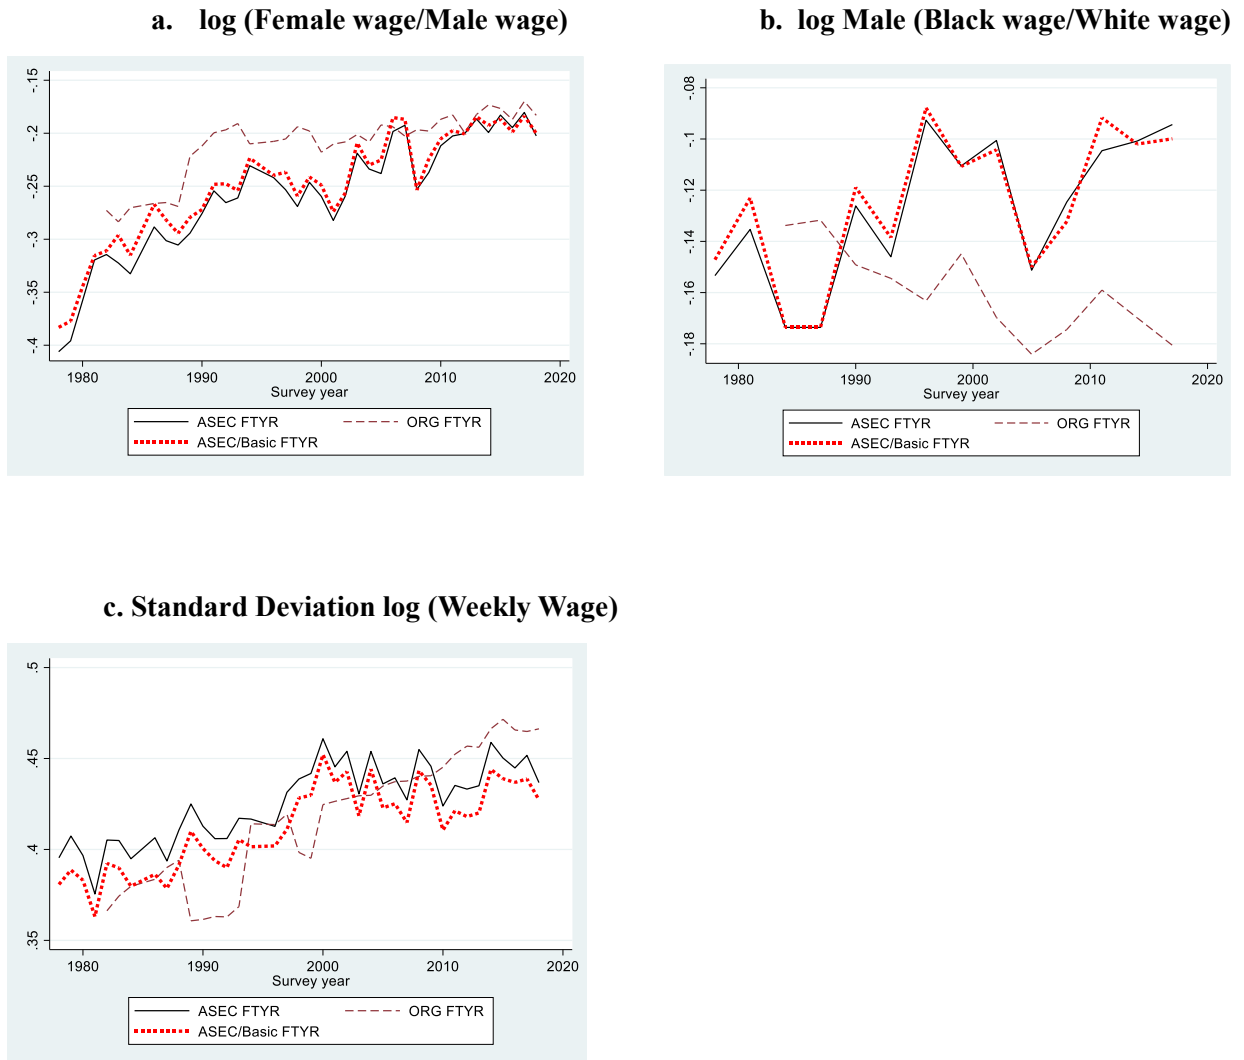 a. log (Female wage/Male wage)
-.15
-.2
-.25
-.3
-.35
-.4
1980 1990 2000 2010 2020
Survey year
ASEC FTYR ORG FTYR
ASEC/Basic FTYR
b. log Male (Black wage/White wage)
-.08
-.1
-.12
-.14
-.16
-.18
1980 1990 2000 2010 2020
Survey year
ASEC FTYR ORG FTYR
ASEC/Basic FTYR
c. Standard Deviation log (Weekly Wage)
.5
.45
.4
.35
1980 1990 2000 2010 2020
Survey year
ASEC FTYR ORG FTYR
ASEC/Basic FTYR